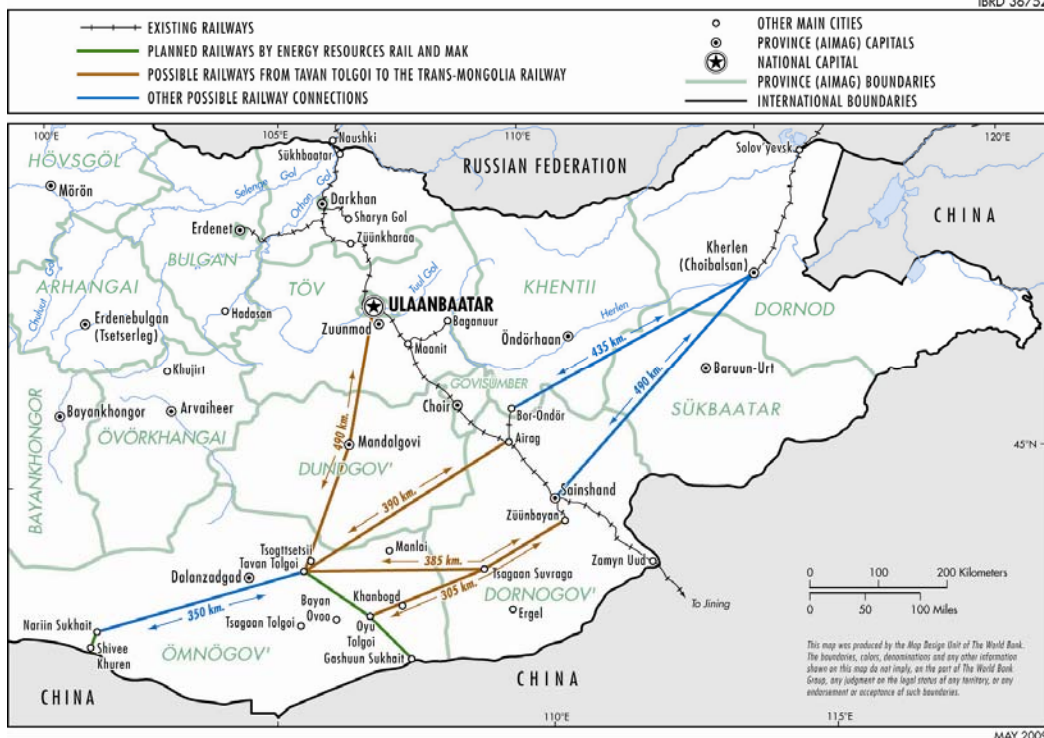 IBRD 36752
EXISTING RAILWAYS
PLANNED RAILWAYS BY ENERGY RESOURCES RAIL AND MAK
POSSIBLE RAILWAYS FROM TAVAN TOLGOI TO THE TRANS-MONGOLIA RAILWAY
OTHER POSSIBLE RAILWAY CONNECTIONS
OTHER MAIN CITIES
PROVINCE (AIMAG) CAPITALS
NATIONAL CAPITAL
PROVINCE (AIMAG) BOUNDARIES
INTERNATIONAL BOUNDARIES
100°E
105°E
110°E
120°E
Naushki
Sükhbaatar
Solov'yevsk
RUSSIAN FEDERATION
HÖVSGÖL
Mörön
Selenge Gol
Orhon Gol
Darkhan
Sharyn Gol
Erdenet
Züünkharaa
CHINA
BULGAN
ARHANGAI
Chuluut Gol
TÖV
Tuul Gol
KHENTII
Kherlen
(Choibalsan)
DORNOD
Hadasan
ULAANBAATAR
Zuunmod
Baganuur
Herlen
Erdenebulgan
(Tsetserleg)
Maanit
Öndörhaan
435 km.
490 km.
Baruun-Urt
Khujirt
GOVISUMBER
SÜKBAATAR
BAYANKHONGOR
Bayankhongor
Arvaiheer
Choir
Bor-Ondör
ÖVÖRKHANGAI
490 km.
Mandalgovi
Airag
45°N
DUNDGOV'
390 km.
Sainshand
Züünbayan
Tsogttsetsii
Tavan Tolgoi
Manlai
385 km.
Tsagaan Suvraga
Zamyn Uud
Dalanzadgad
305 km.
DORNOGOV'
0 100 200 Kilometers
0 50 100 Miles
350 km.
Khanbogd
Bayan
Ovoo
Ergel
To Jining
Nariin Sukhait
Tsagaan Tolgoi
Oyu
Tolgoi
Shivee
Khuren
ÖMNÖGOV'
Gashuun Sukhait
This map was produced by the Map Design Unit of The World Bank.
The boundaries, colors, denominations and any other information
shown on this map do not imply, on the part of The World Bank
Group, any judgment on the legal status of any territory, or any
endorsement or acceptance of such boundaries.
CHINA
CHINA
110°E
115°E
MAY 2009